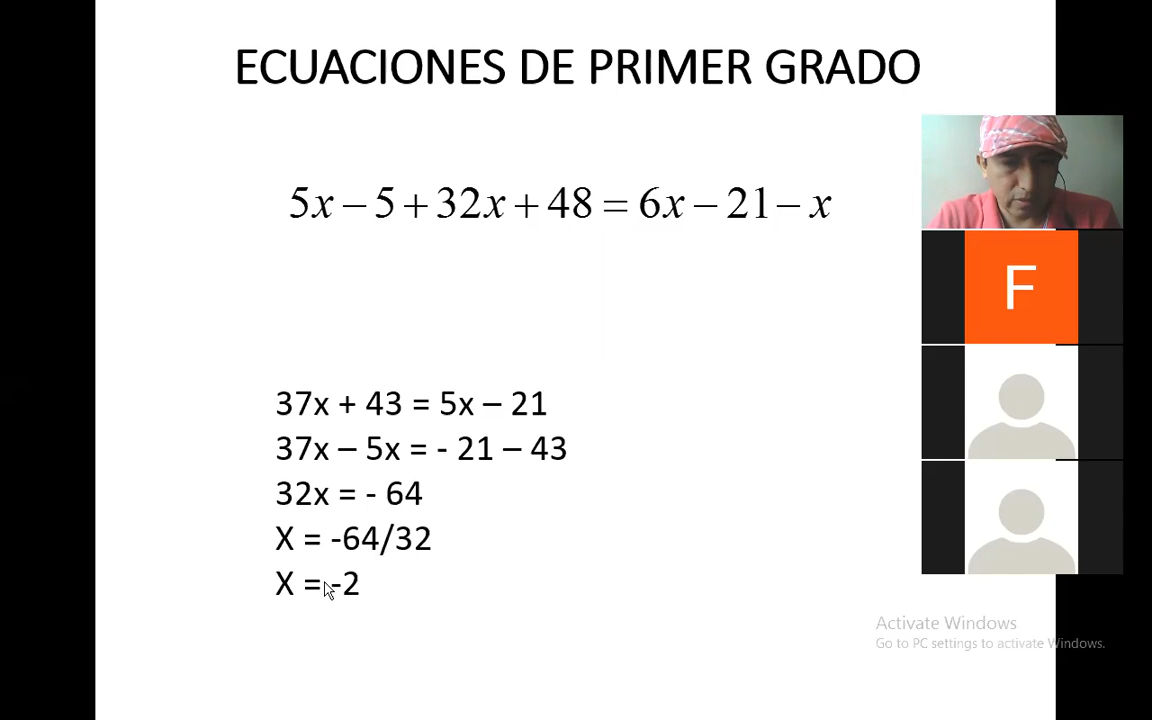 ECUACIONES DE PRIMER GRADO
5x − 5 + 32x + 48 = 6x − 21 − x
F
37x + 43 = 5x – 21
37x – 5x = - 21 – 43
32x = - 64
X = -64/32
X = -2
Activate Windows
Go to PC settings to activate Windows.